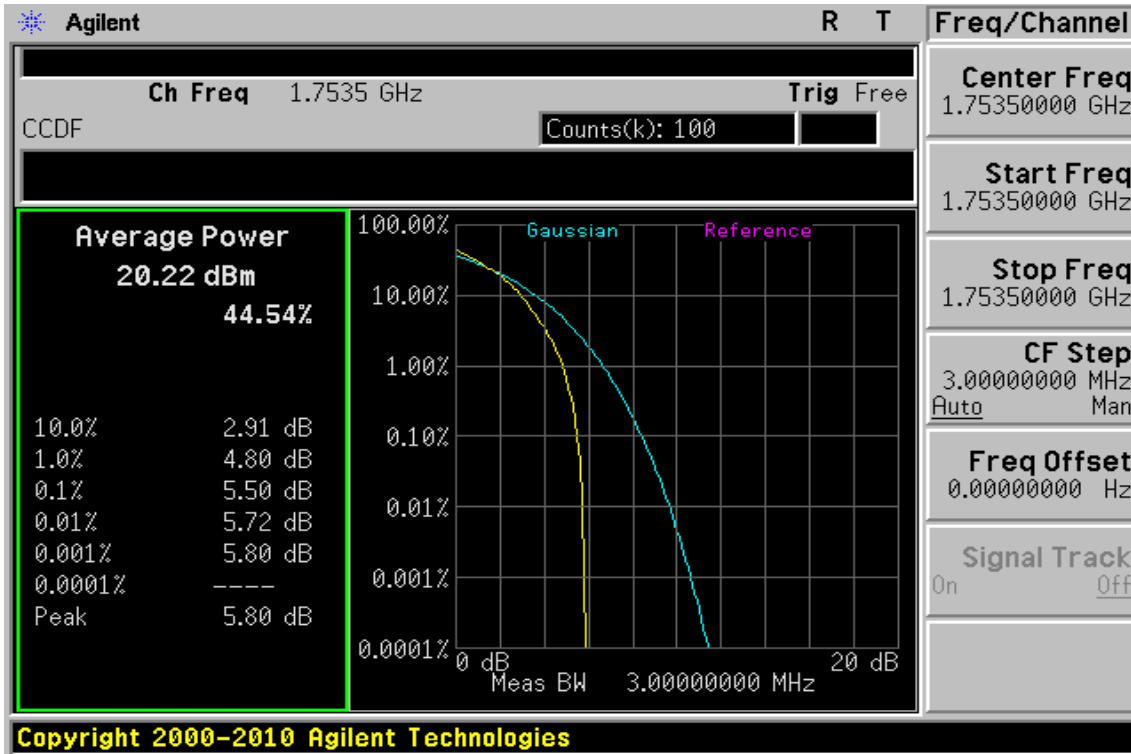 Agilent R T
Ch Freq 1.7535 GHz Trig Free
CCDF Counts(k): 100
Average Power
20.22 dBm
44.54%
10.0% 2.91 dB
1.0% 4.80 dB
0.1% 5.50 dB
0.01% 5.72 dB
0.001% 5.80 dB
0.0001% ----
Peak 5.80 dB
Gaussian Reference
100.00%
10.00%
1.00%
0.10%
0.01%
0.001%
0.0001%
0 dB 20 dB
Meas BW 3.00000000 MHz
Freq/Channel
Center Freq
1.75350000 GHz
Start Freq
1.75350000 GHz
Stop Freq
1.75350000 GHz
CF Step
3.00000000 MHz
Auto Man
Freq Offset
0.00000000 Hz
Signal Track
On Off
Copyright 2000-2010 Agilent Technologies